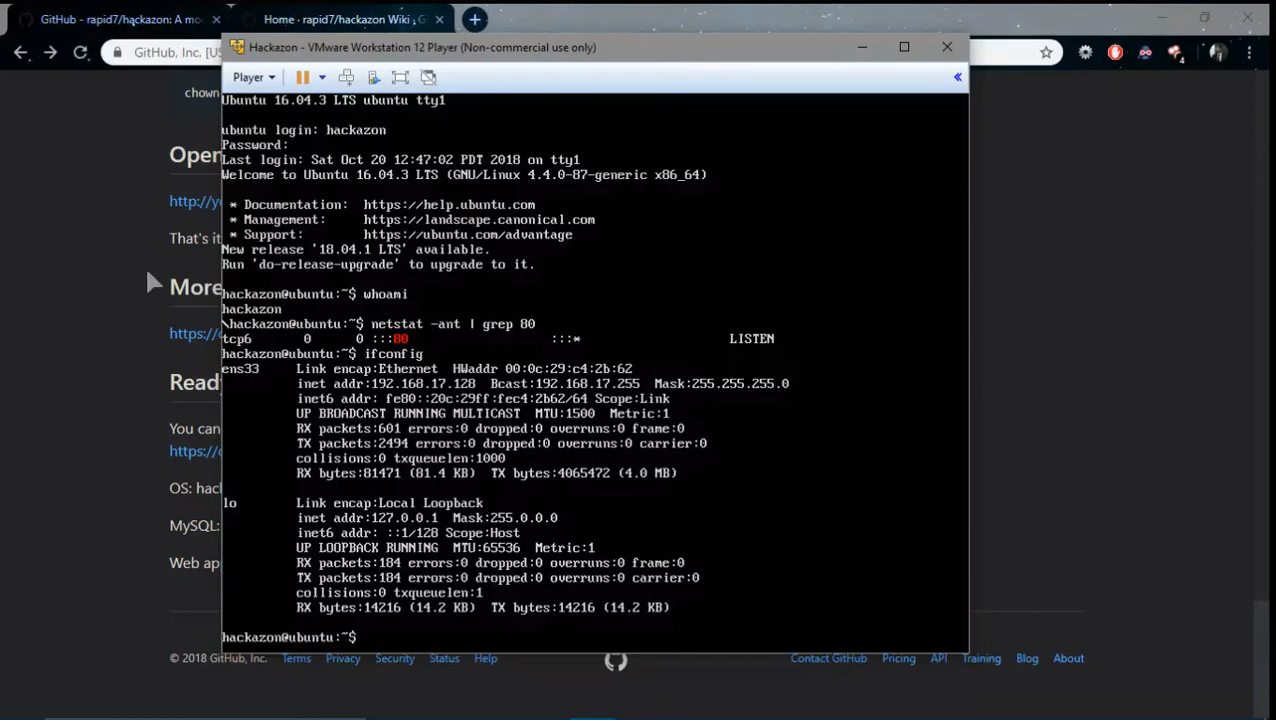 GitHub - rapid7/hackazon: A mo
Home · rapid7/hackazon Wiki · G
GitHub, Inc. [US
4
Hackazon - VMware Workstation 12 Player (Non-commercial use only)
Player
chown
Open
http://yo
That's it
More
https://
Read
You can
https://
OS: hac
MySQL:
Web ap
Ubuntu 16.04.3 LTS ubuntu tty1
ubuntu login: hackazon
Password:
Last login: Sat Oct 20 12:47:02 PDT 2018 on tty1
Welcome to Ubuntu 16.04.3 LTS (GNU/Linux 4.4.0-87-generic x86_64)
* Documentation:  https://help.ubuntu.com
* Management:     https://landscape.canonical.com
* Support:        https://ubuntu.com/advantage
New release '18.04.1 LTS' available.
Run 'do-release-upgrade' to upgrade to it.
hackazon@ubuntu:~$ whoami
hackazon
\hackazon@ubuntu:~$ netstat -ant | grep 80
tcp6       0      0 :::80                   :::*                    LISTEN
hackazon@ubuntu:~$ ifconfig
ens33     Link encap:Ethernet  HWaddr 00:0c:29:c4:2b:62
inet addr:192.168.17.128  Bcast:192.168.17.255  Mask:255.255.255.0
inet6 addr: fe80::20c:29ff:fec4:2b62/64 Scope:Link
UP BROADCAST RUNNING MULTICAST  MTU:1500  Metric:1
RX packets:601 errors:0 dropped:0 overruns:0 frame:0
TX packets:2494 errors:0 dropped:0 overruns:0 carrier:0
collisions:0 txqueuelen:1000
RX bytes:81471 (81.4 KB)  TX bytes:4065472 (4.0 MB)
lo        Link encap:Local Loopback
inet addr:127.0.0.1  Mask:255.0.0.0
inet6 addr: ::1/128 Scope:Host
UP LOOPBACK RUNNING  MTU:65536  Metric:1
RX packets:184 errors:0 dropped:0 overruns:0 frame:0
TX packets:184 errors:0 dropped:0 overruns:0 carrier:0
collisions:0 txqueuelen:1
RX bytes:14216 (14.2 KB)  TX bytes:14216 (14.2 KB)
hackazon@ubuntu:~$
© 2018 GitHub, Inc. Terms Privacy Security Status Help
Contact GitHub Pricing API Training Blog About